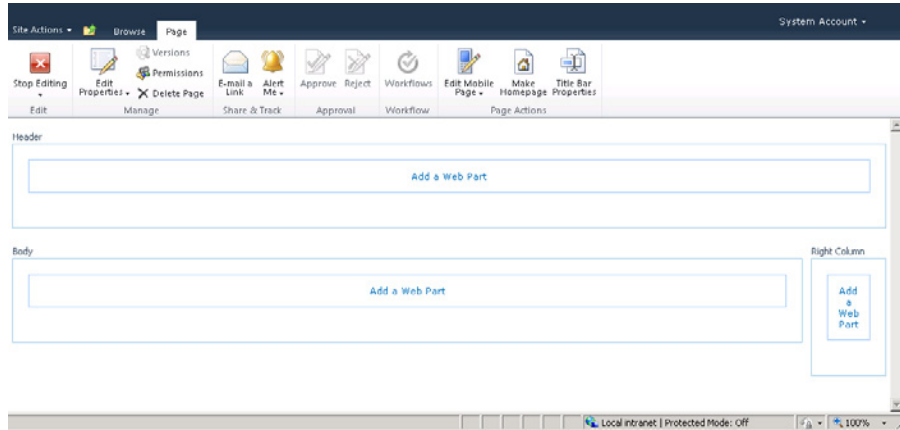 System Account
Site Actions Browse Page
Versions
Permissions
Delete Page
Stop Editing
Edit Properties
E-mail a Link
Alert Me
Approve Reject
Workflows
Edit Mobile Page
Make Homepage
Title Bar Properties
Edit Manage Share & Track Approval Workflow Page Actions
Header
Add a Web Part
Body Right Column
Add a Web Part
Add
a
Web
Part
Local intranet | Protected Mode: Off 100%